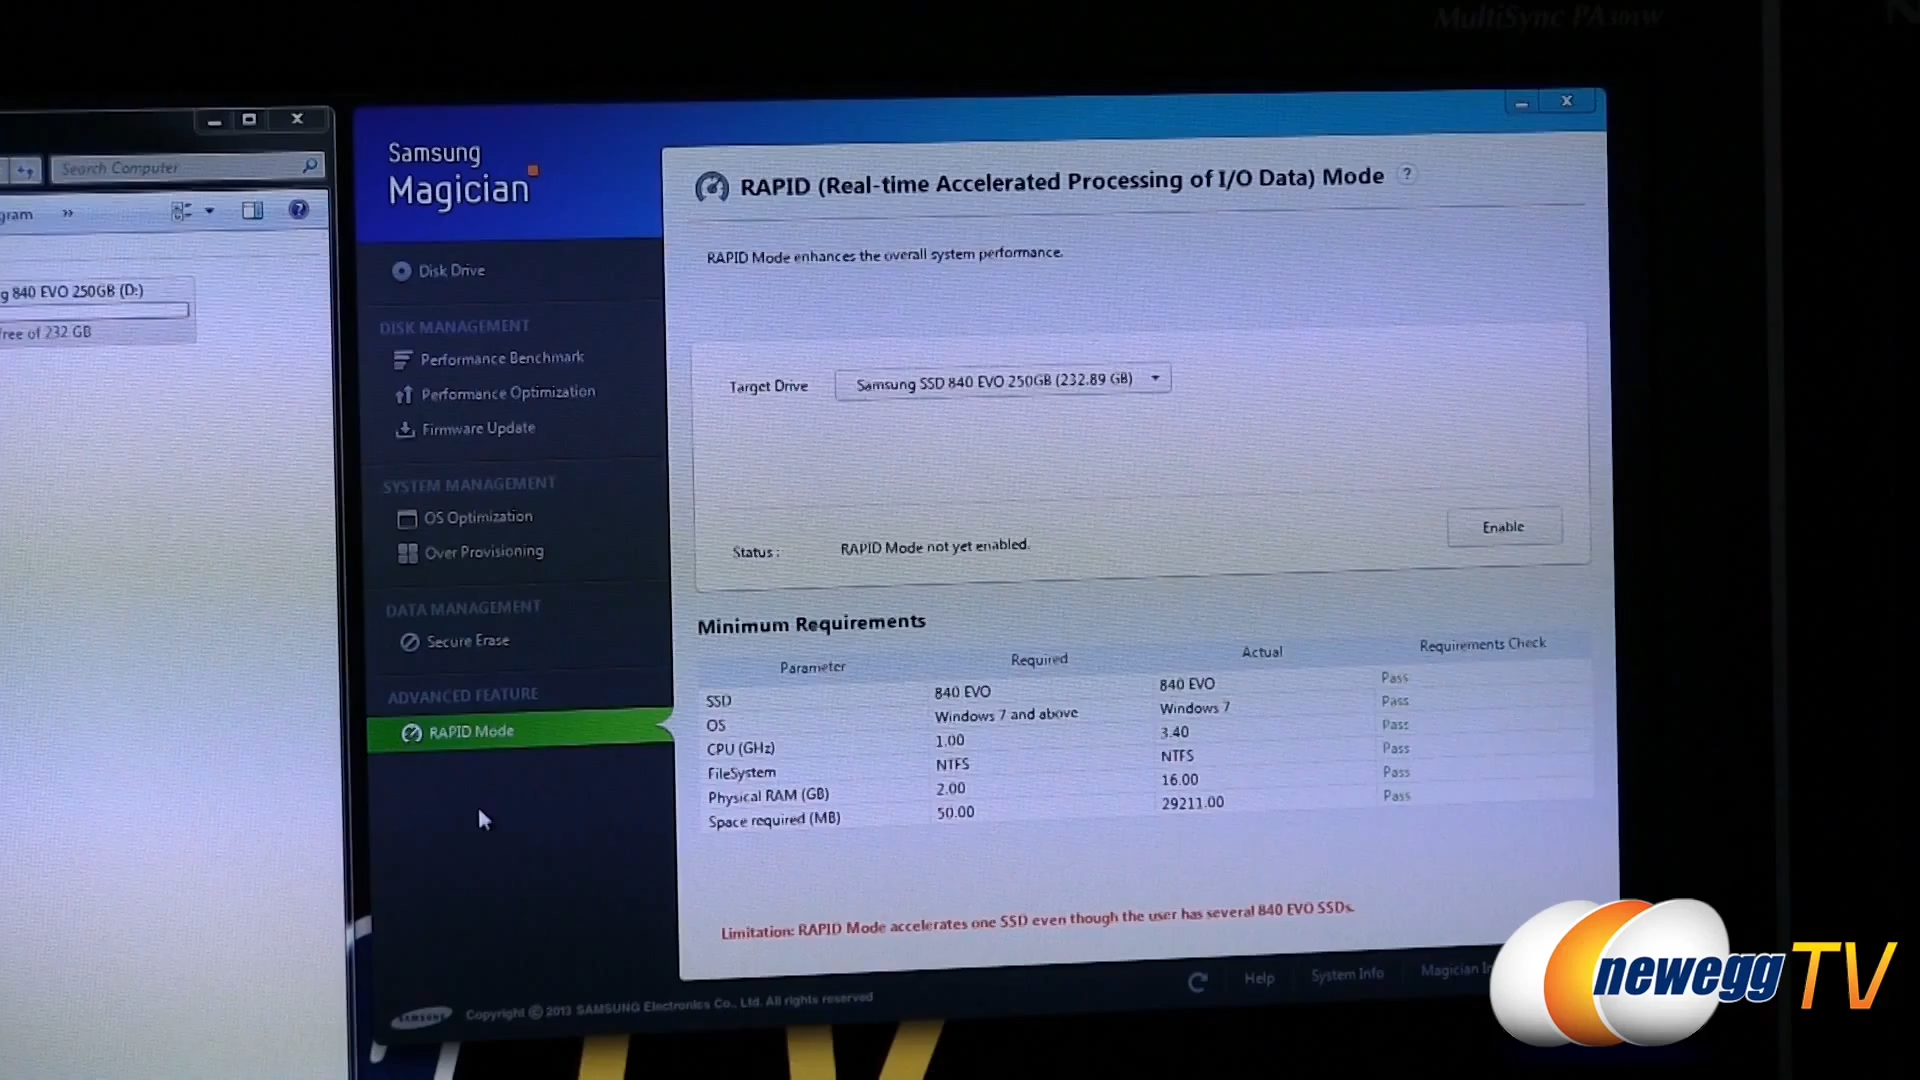 MultiSync PA301W
Search Computer
gram »
g 840 EVO 250GB (D:)
free of 232 GB
Samsung
Magician
Disk Drive
DISK MANAGEMENT
Performance Benchmark
Performance Optimization
Firmware Update
SYSTEM MANAGEMENT
OS Optimization
Over Provisioning
DATA MANAGEMENT
Secure Erase
ADVANCED FEATURE
RAPID Mode
RAPID (Real-time Accelerated Processing of I/O Data) Mode ?
RAPID Mode enhances the overall system performance.
Target Drive Samsung SSD 840 EVO 250GB (232.89 GB)
Enable
Status : RAPID Mode not yet enabled.
Minimum Requirements
Parameter Required Actual Requirements Check
SSD 840 EVO 840 EVO Pass
OS Windows 7 and above Windows 7 Pass
CPU (GHz) 1.00 3.40 Pass
FileSystem NTFS NTFS Pass
Physical RAM (GB) 2.00 16.00 Pass
Space required (MB) 50.00 29211.00 Pass
Limitation: RAPID Mode accelerates one SSD even though the user has several 840 EVO SSDs.
Help System Info Magician
SAMSUNG Copyright © 2013 SAMSUNG Electronics Co., Ltd. All rights reserved
newegg TV